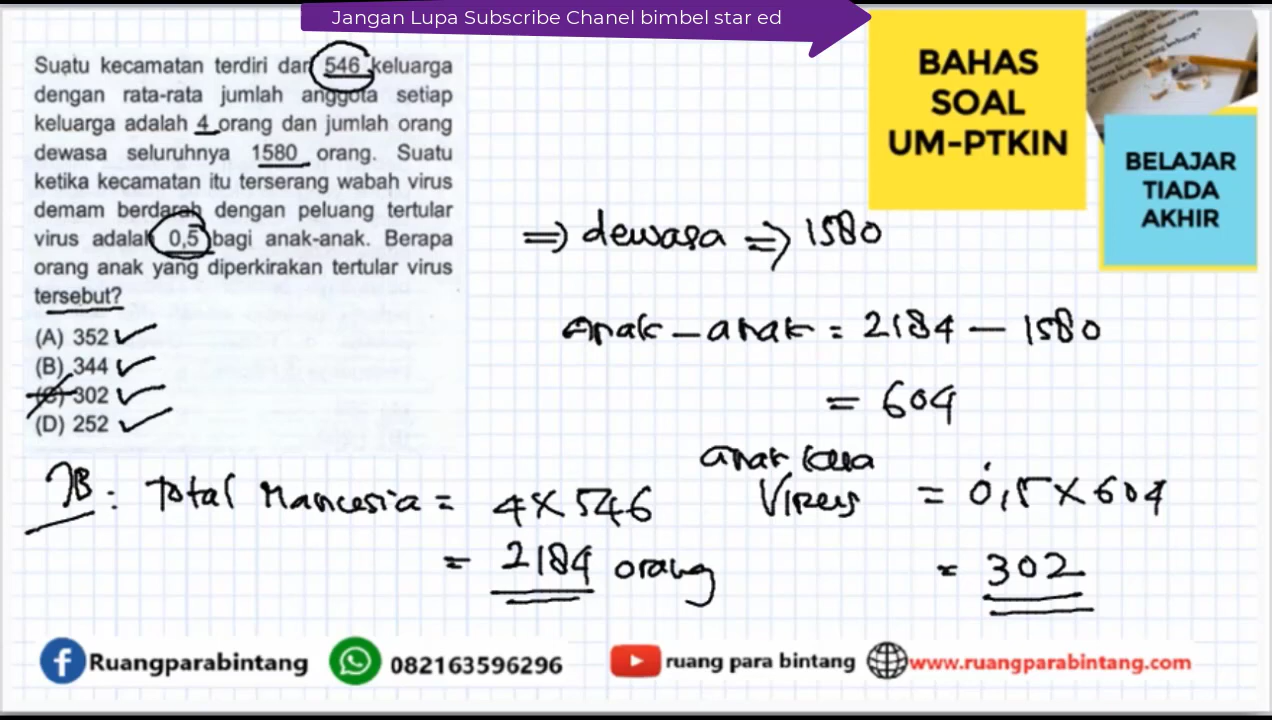 Jangan Lupa Subscribe Chanel bimbel star ed
Suatu kecamatan terdiri dari 546 keluarga
dengan rata-rata jumlah anggota setiap
keluarga adalah 4 orang dan jumlah orang
dewasa seluruhnya 1580 orang. Suatu
ketika kecamatan itu terserang wabah virus
demam berdarah dengan peluang tertular
virus adalah 0,5 bagi anak-anak. Berapa
orang anak yang diperkirakan tertular virus
tersebut?
(A) 352
(B) 344
(C) 302
(D) 252
JB : Total Manusia = 4 X 546
= 2184 orang
=> dewasa => 1580
anak - anak = 2184 - 1580
= 604
anak kena
Virus = 0,5 X 604
= 302
BAHAS
SOAL
UM-PTKIN
BELAJAR
TIADA
AKHIR
Ruangparabintang
082163596296
ruang para bintang
www.ruangparabintang.com